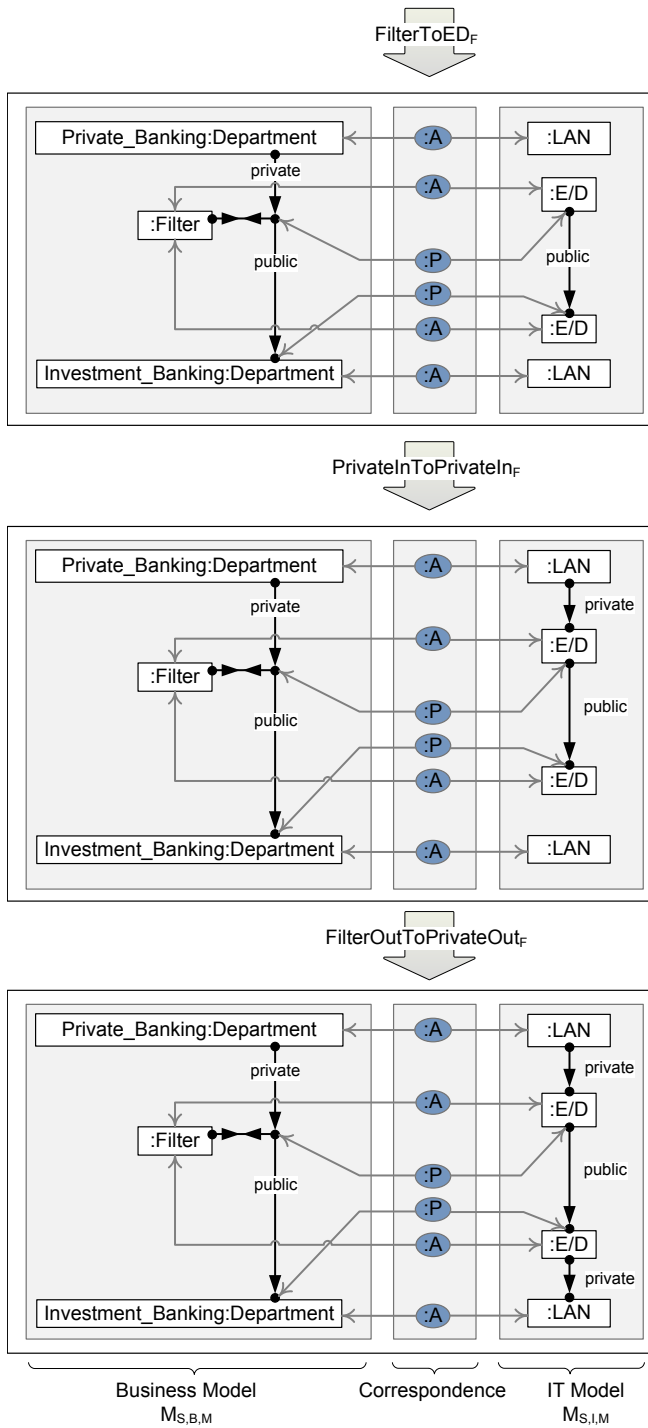 FilterToED_F
Private_Banking:Department
:A
:LAN
private
:A
:E/D
:Filter
public
:P
public
:P
:A
:E/D
Investment_Banking:Department
:A
:LAN
PrivateInToPrivateIn_F
Private_Banking:Department
:A
:LAN
private
private
:A
:E/D
:Filter
public
:P
public
:P
:A
:E/D
Investment_Banking:Department
:A
:LAN
FilterOutToPrivateOut_F
Private_Banking:Department
:A
:LAN
private
private
:A
:E/D
:Filter
public
:P
public
:P
:A
:E/D
private
Investment_Banking:Department
:A
:LAN
Business Model
M_S,B,M
Correspondence
IT Model
M_S,I,M